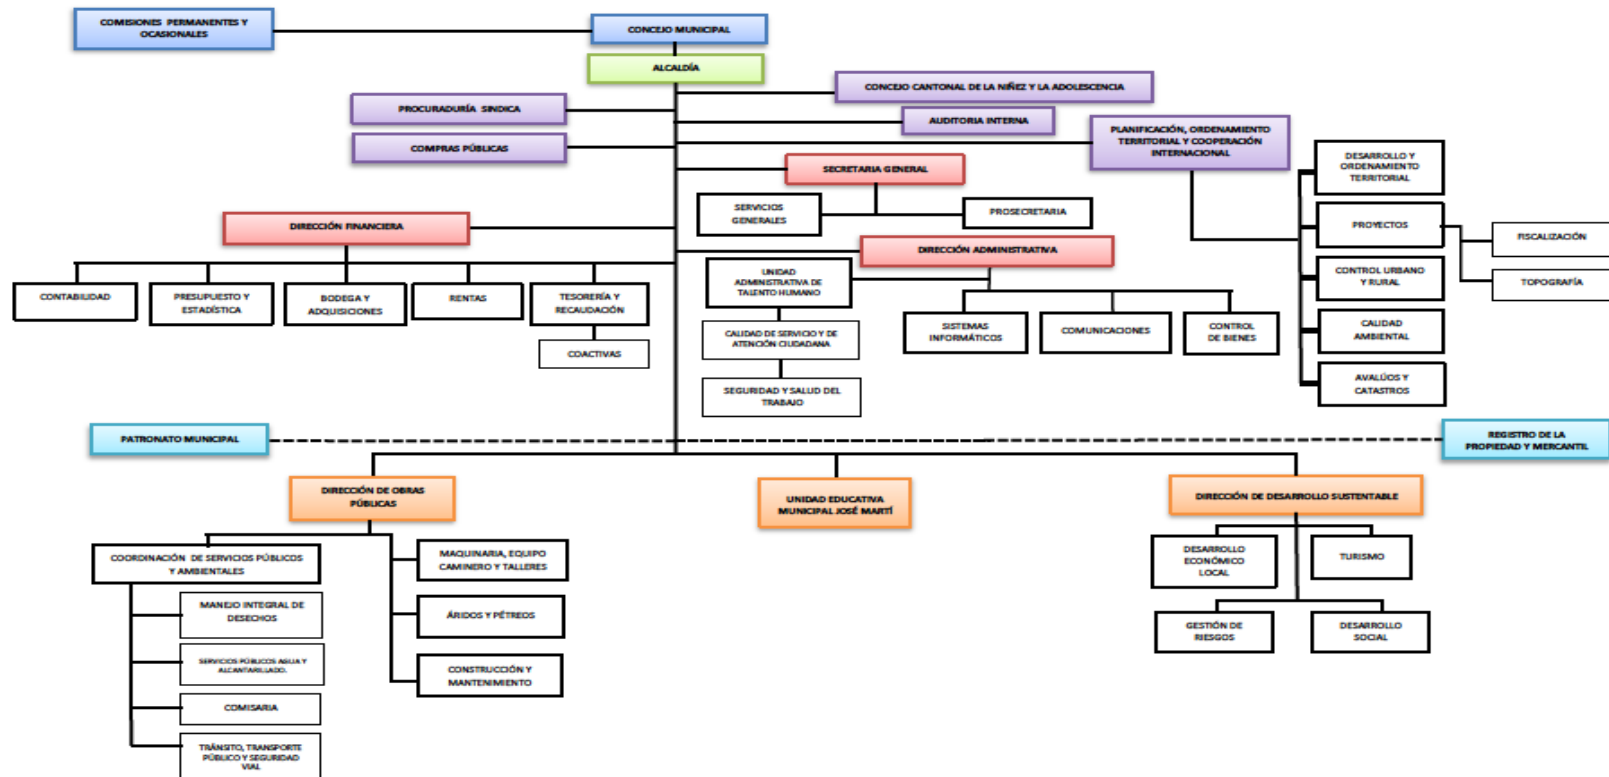 COMISIONES PERMANENTES Y
OCASIONALES
CONCEJO MUNICIPAL
ALCALDÍA
CONCEJO CANTONAL DE LA NIÑEZ Y LA ADOLESCENCIA
PROCURADURÍA SINDICA
AUDITORIA INTERNA
COMPRAS PÚBLICAS
PLANIFICACIÓN, ORDENAMIENTO
TERRITORIAL Y COOPERACIÓN
INTERNACIONAL
DESARROLLO Y
ORDENAMIENTO
TERRITORIAL
SECRETARIA GENERAL
SERVICIOS
GENERALES
PROSECRETARIA
PROYECTOS
FISCALIZACIÓN
TOPOGRAFÍA
DIRECCIÓN FINANCIERA
DIRECCIÓN ADMINISTRATIVA
CONTROL URBANO
Y RURAL
CONTABILIDAD
PRESUPUESTO Y
ESTADÍSTICA
BODEGA Y
ADQUISICIONES
RENTAS
TESORERÍA Y
RECAUDACIÓN
COACTIVAS
UNIDAD
ADMINISTRATIVA DE
TALENTO HUMANO
CALIDAD DE SERVICIO Y DE
ATENCIÓN CIUDADANA
SEGURIDAD Y SALUD DEL
TRABAJO
SISTEMAS
INFORMÁTICOS
COMUNICACIONES
CONTROL
DE BIENES
CALIDAD
AMBIENTAL
AVALÚOS Y
CATASTROS
PATRONATO MUNICIPAL
REGISTRO DE LA
PROPIEDAD Y MERCANTIL
DIRECCIÓN DE OBRAS
PÚBLICAS
UNIDAD EDUCATIVA
MUNICIPAL JOSÉ MARTÍ
DIRECCIÓN DE DESARROLLO SUSTENTABLE
COORDINACIÓN DE SERVICIOS PÚBLICOS
Y AMBIENTALES
MANEJO INTEGRAL DE
DESECHOS
SERVICIOS PÚBLICOS AGUA Y
ALCANTARILLADO.
COMISARIA
TRÁNSITO, TRANSPORTE
PÚBLICO Y SEGURIDAD
VIAL
MAQUINARIA, EQUIPO
CAMINERO Y TALLERES
ÁRIDOS Y PÉTREOS
CONSTRUCCIÓN Y
MANTENIMIENTO
DESARROLLO
ECONÓMICO
LOCAL
TURISMO
GESTIÓN DE
RIESGOS
DESARROLLO
SOCIAL